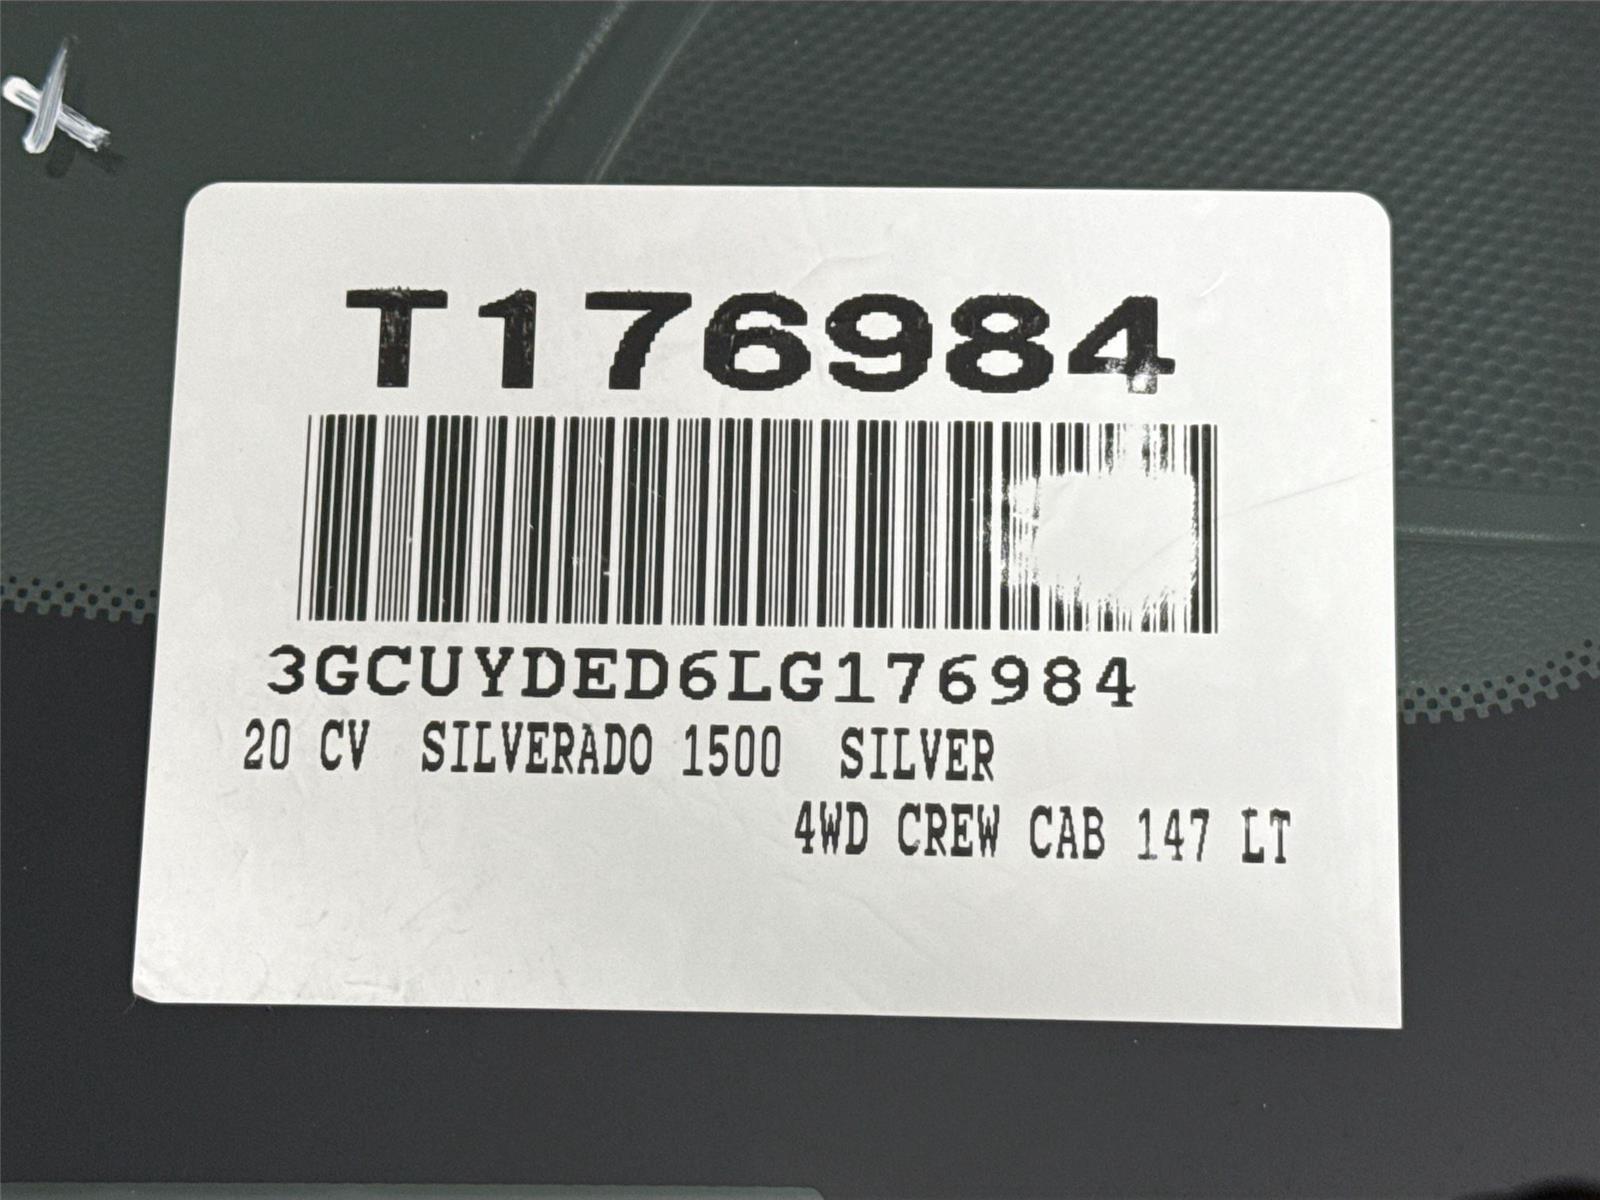 T176984
3GCUYDED6LG176984
20 CV SILVERADO 1500 SILVER
4WD CREW CAB 147 LT